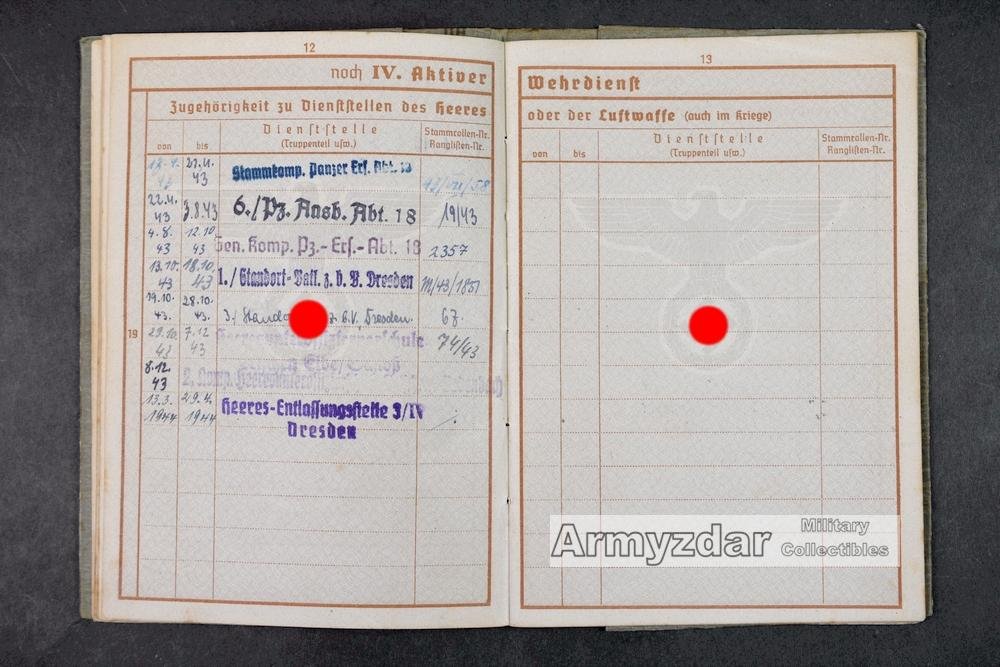 12
noch IV. Aktiver
Zugehörigkeit zu Dienststellen des Heeres
von bis Dienststelle (Truppenteil usw.) Stammrollen-Nr. Ranglisten-Nr.
43 43 Stammkomp. Panzer Ers. Abt. 18
22.4. 43 3.8.43 6./Pz. Ausb. Abt. 18 19/43
4.8. 43 12.10 43 Gen. Komp. Pz.-Ers.-Abt. 18 2357
13.10. 43 18.10. 43 1./Standort-Batl. z.b.V. Dresden
19.10. 43. 28.10. 43. z.b.V. Dresden. 67.
19
29.10. 43 7.12 43 74/43
8.12. 43 2. Komp.
13.3. 1944 29.4. 1944 Heeres-Entlassungsstelle 3/IV
Dresden
13
Wehrdienst
oder der Luftwaffe (auch im Kriege)
von bis Dienststelle (Truppenteil usw.) Stammrollen-Nr. Ranglisten-Nr.
Armyzdar Military Collectibles